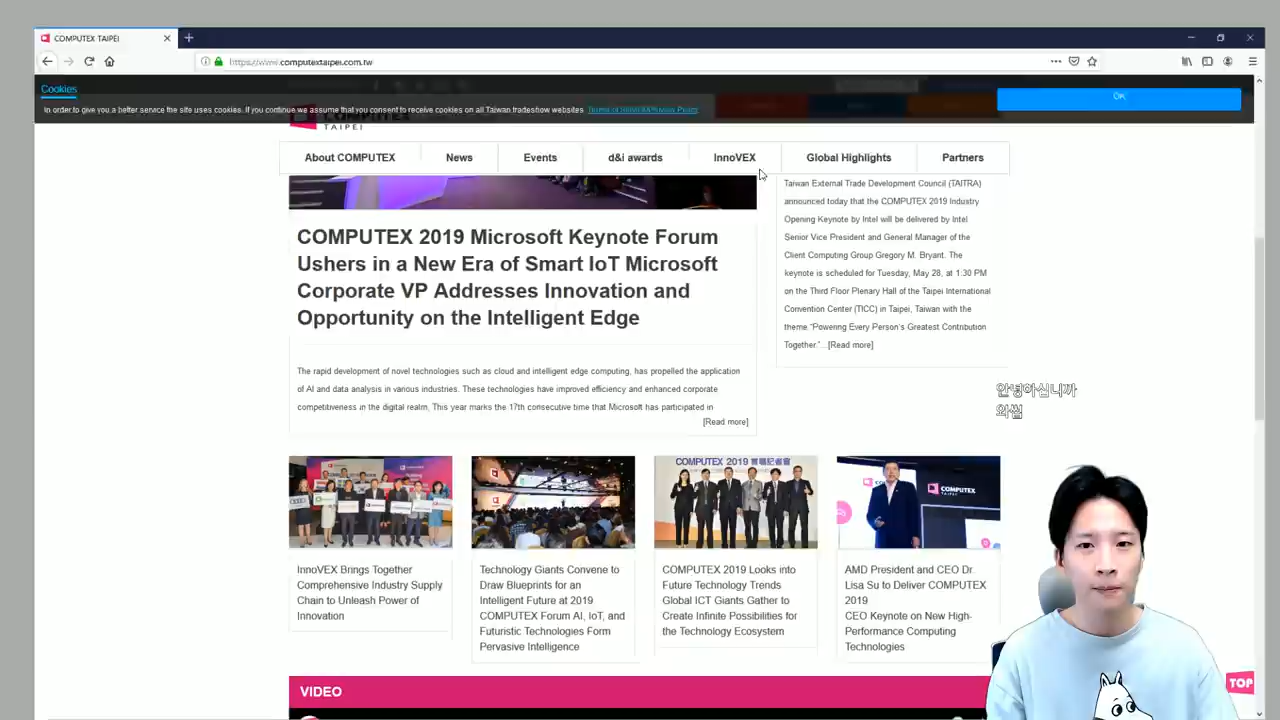 COMPUTEX TAIPEI
https://www.computextaipei.com.tw
Cookies
In order to give you a better service the site uses cookies. If you continue we assume that you consent to receive cookies on all Taiwan tradeshow websites.
OK
TAIPEI
About COMPUTEX
News
Events
d&i awards
InnoVEX
Global Highlights
Partners
COMPUTEX 2019 Microsoft Keynote Forum
Ushers in a New Era of Smart IoT Microsoft
Corporate VP Addresses Innovation and
Opportunity on the Intelligent Edge
The rapid development of novel technologies such as cloud and intelligent edge computing, has propelled the application
of AI and data analysis in various industries. These technologies have improved efficiency and enhanced corporate
competitiveness in the digital realm. This year marks the 17th consecutive time that Microsoft has participated in
[Read more]
Taiwan External Trade Development Council (TAITRA)
announced today that the COMPUTEX 2019 Industry
Opening Keynote by Intel will be delivered by Intel
Senior Vice President and General Manager of the
Client Computing Group Gregory M. Bryant. The
keynote is scheduled for Tuesday, May 28, at 1:30 PM
on the Third Floor Plenary Hall of the Taipei International
Convention Center (TICC) in Taipei, Taiwan with the
theme "Powering Every Person's Greatest Contribution
Together."...[Read more]
안녕하십니까
COMPUTEX 2019
InnoVEX Brings Together
Comprehensive Industry Supply
Chain to Unleash Power of
Innovation
Technology Giants Convene to
Draw Blueprints for an
Intelligent Future at 2019
COMPUTEX Forum AI, IoT, and
Futuristic Technologies Form
Pervasive Intelligence
COMPUTEX 2019 Looks into
Future Technology Trends
Global ICT Giants Gather to
Create Infinite Possibilities for
the Technology Ecosystem
COMPUTEX
AMD President and CEO Dr.
Lisa Su to Deliver COMPUTEX
2019
CEO Keynote on New High-
Performance Computing
Technologies
VIDEO
TOP